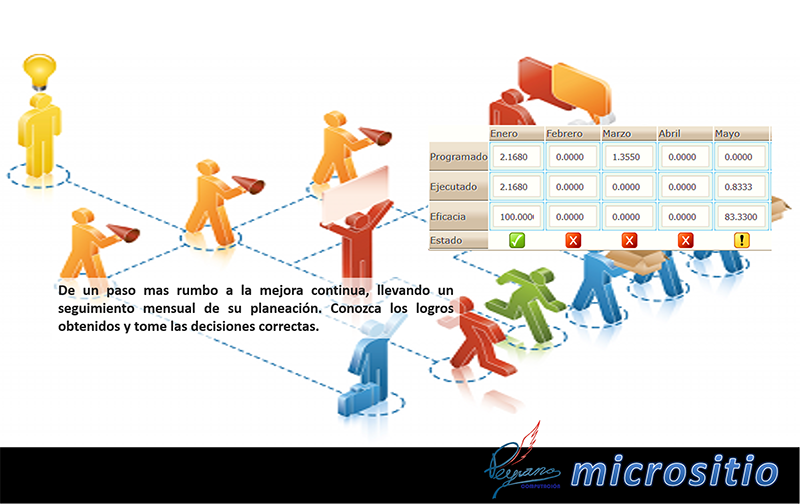 Enero Febrero Marzo Abril Mayo
Programado 2.1680 0.0000 1.3550 0.0000 0.0000
Ejecutado 2.1680 0.0000 0.0000 0.0000 0.8333
Eficacia 100.000 0.0000 0.0000 0.0000 83.3300
Estado
De un paso mas rumbo a la mejora continua, llevando un
seguimiento mensual de su planeación. Conozca los logros
obtenidos y tome las decisiones correctas.
COMPUTACIÓN
micrositio